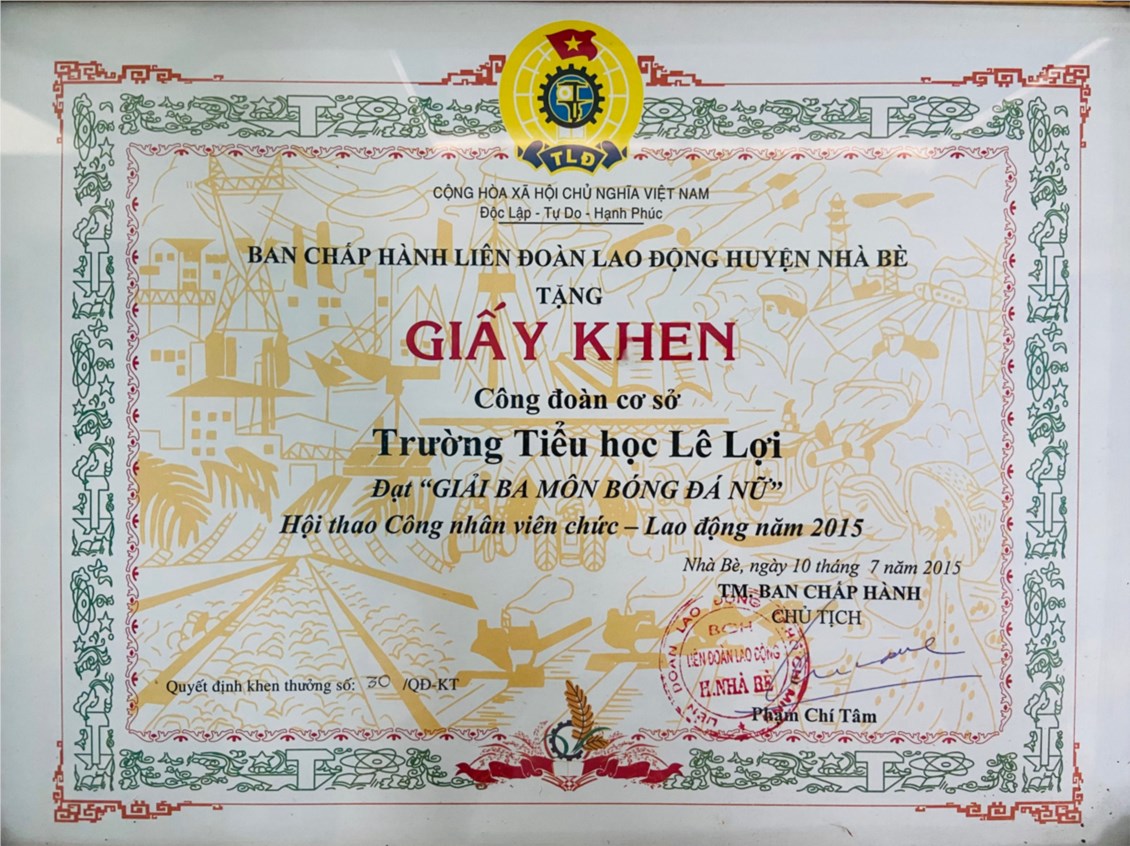 TLĐ
CỘNG HÒA XÃ HỘI CHỦ NGHĨA VIỆT NAM
Độc Lập - Tự Do - Hạnh Phúc
BAN CHẤP HÀNH LIÊN ĐOÀN LAO ĐỘNG HUYỆN NHÀ BÈ
TẶNG
GIẤY KHEN
Công đoàn cơ sở
Trường Tiểu học Lê Lợi
Đạt “GIẢI BA MÔN BÓNG ĐÁ NỮ”
Hội thao Công nhân viên chức – Lao động năm 2015
Nhà Bè, ngày 10 tháng 7 năm 2015
TM. BAN CHẤP HÀNH
CHỦ TỊCH
LIÊN ĐOÀN LAO ĐỘNG
BCH
LIÊN ĐOÀN LAO ĐỘNG
H.NHÀ BÈ
Quyết định khen thưởng số: 30 /QĐ-KT
Phạm Chí Tâm